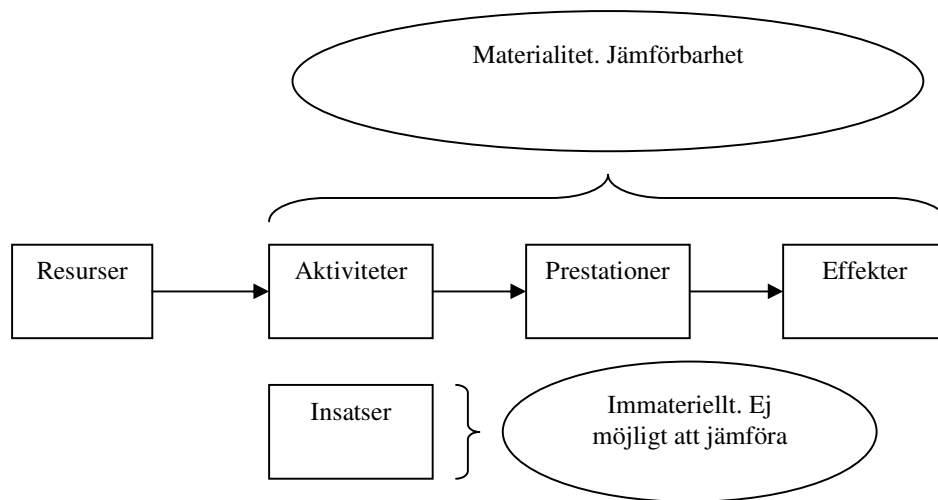 Materialitet. Jämförbarhet
Resurser
Aktiviteter
Prestationer
Effekter
Insatser
Immateriellt. Ej
möjligt att jämföra